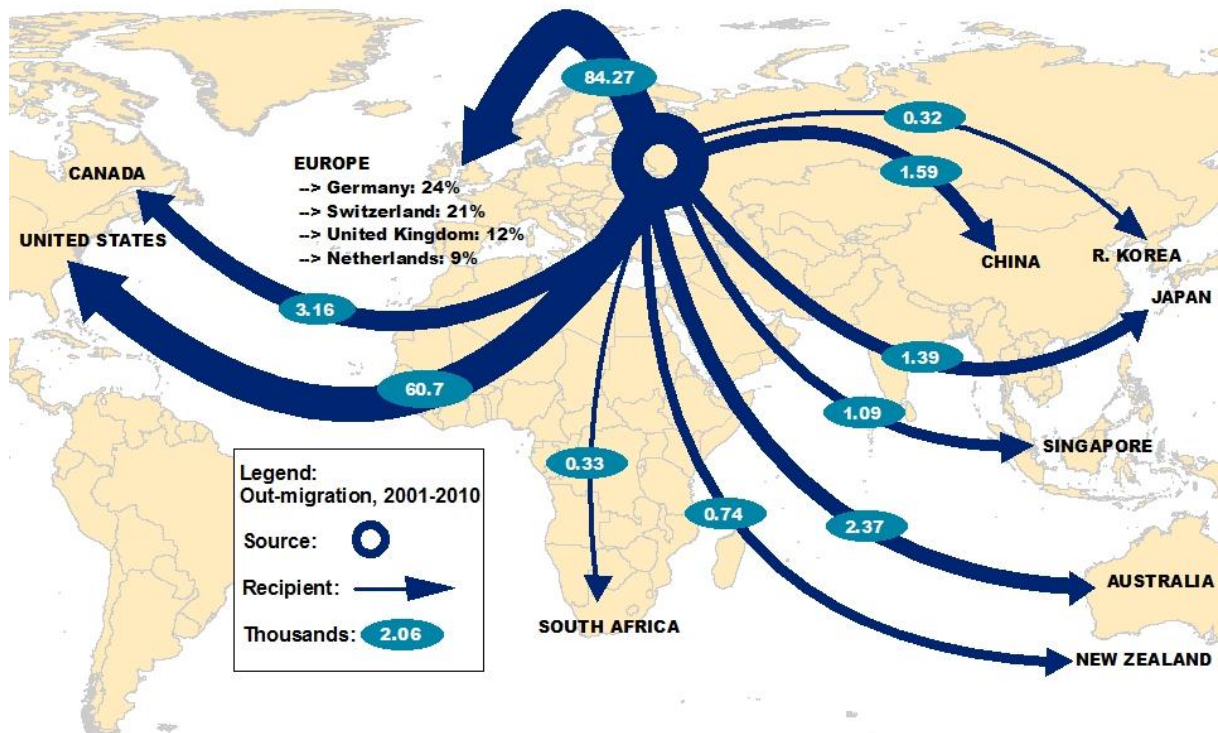 84.27
0.32
1.59
EUROPE
--> Germany: 24%
--> Switzerland: 21%
--> United Kingdom: 12%
--> Netherlands: 9%
CANADA
UNITED STATES
3.16
60.7
CHINA
R. KOREA
JAPAN
1.39
1.09
SINGAPORE
0.33
0.74
2.37
AUSTRALIA
SOUTH AFRICA
NEW ZEALAND
Legend:
Out-migration, 2001-2010
Source:
Recipient:
Thousands: 2.06